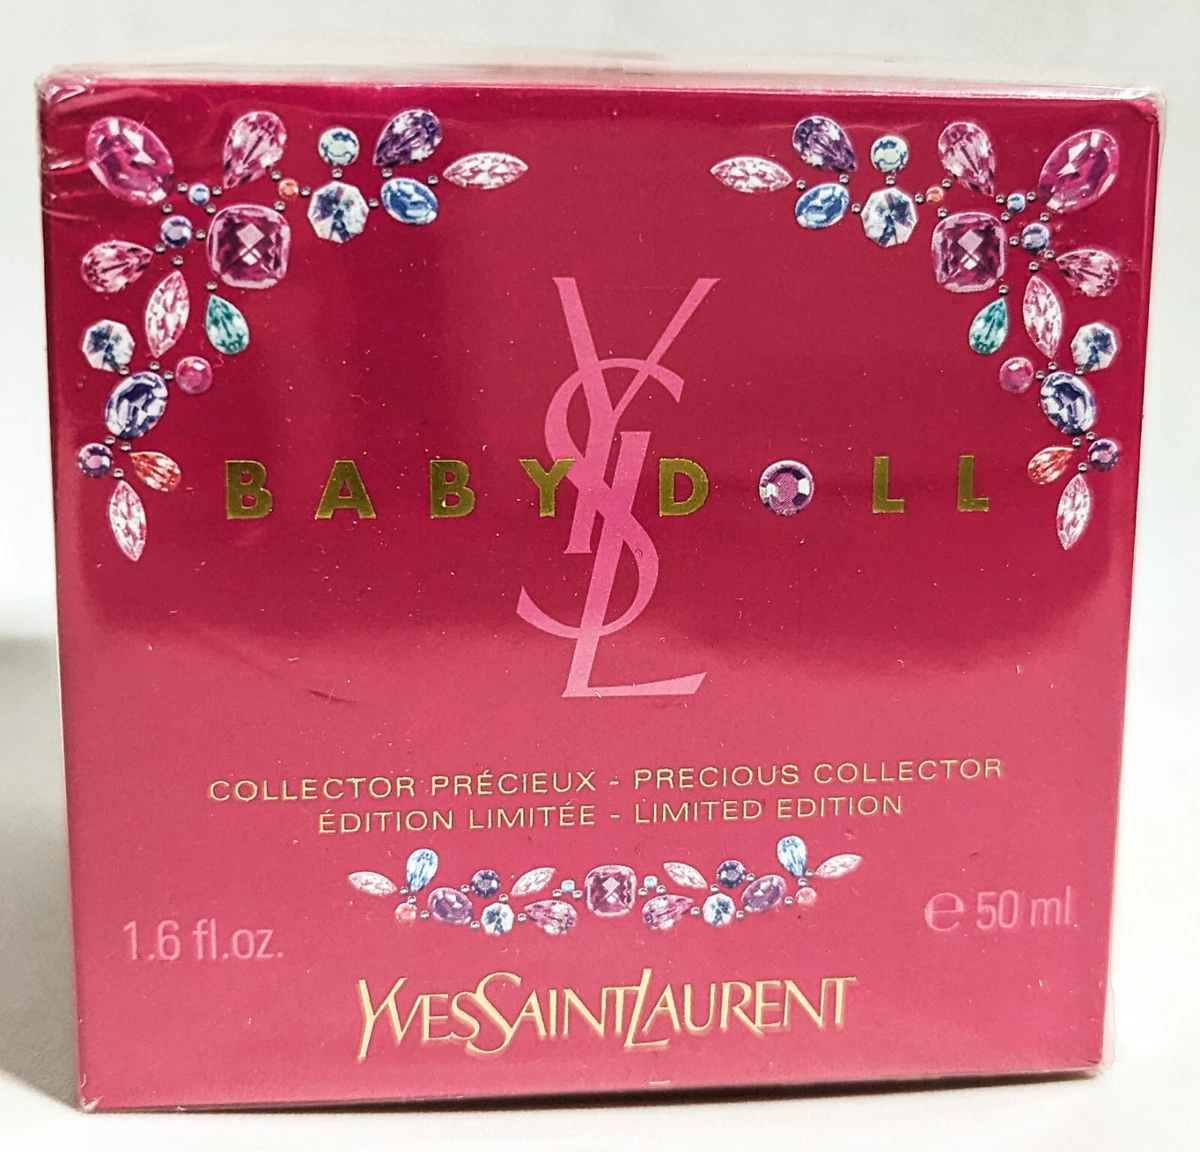 YSL
BABY DOLL
COLLECTOR PRÉCIEUX - PRECIOUS COLLECTOR
ÉDITION LIMITÉE - LIMITED EDITION
1.6 fl.oz.
℮ 50 ml
YVESSAINTLAURENT